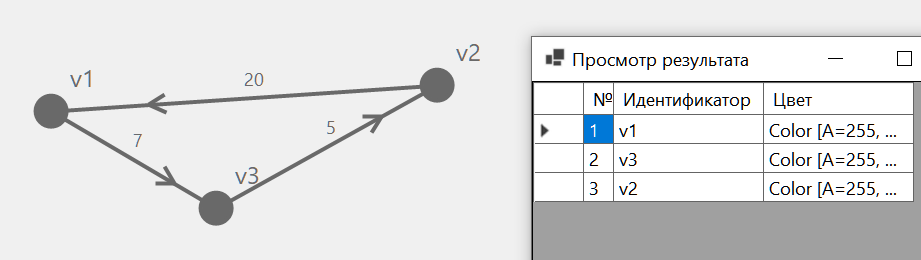 v1
20
v2
7
5
v3
Просмотр результата
№ Идентификатор Цвет
1 v1 Color [A=255, ...
2 v3 Color [A=255, ...
3 v2 Color [A=255, ...